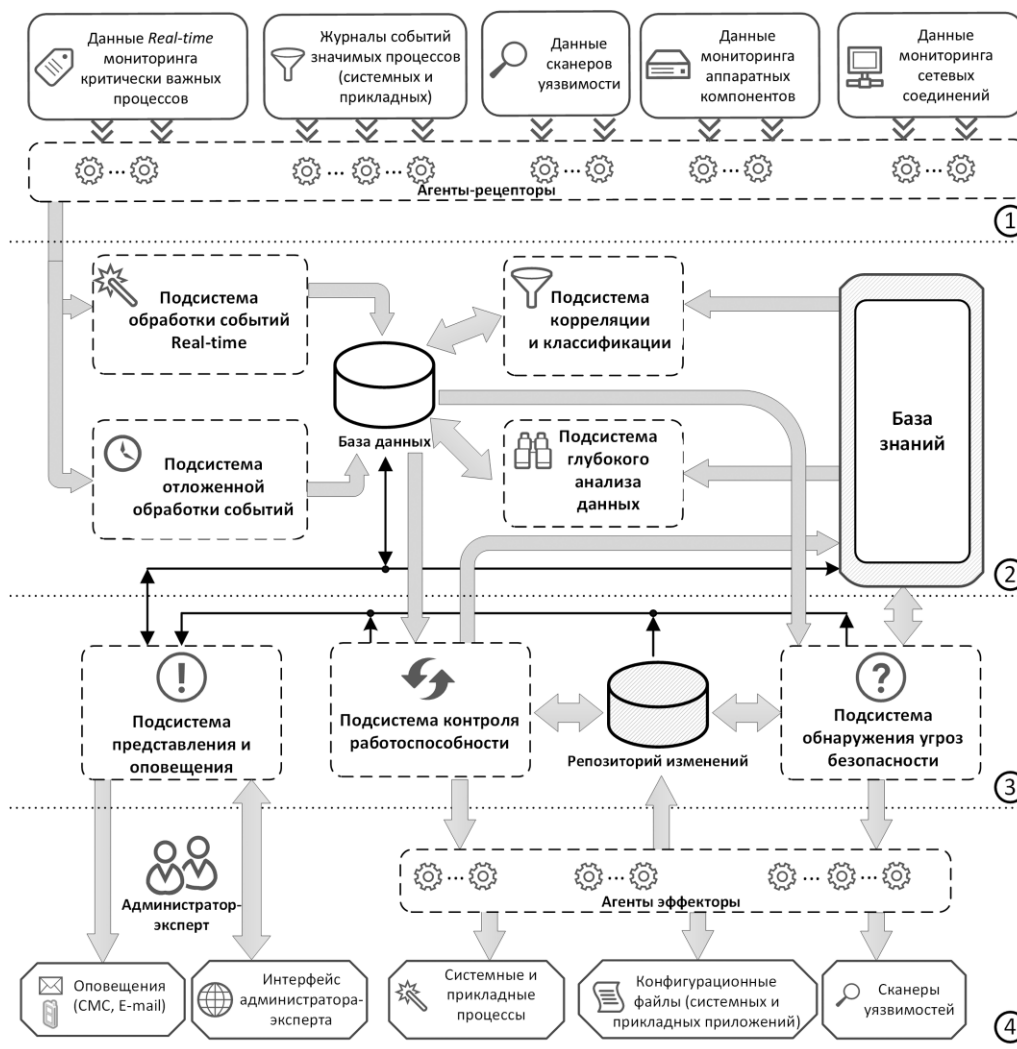 Данные Real-time
мониторинга
критически важных
процессов
Журналы событий
значимых процессов
(системных и
прикладных)
Данные
сканеров
уязвимости
Данные
мониторинга
аппаратных
компонентов
Данные
мониторинга
сетевых
соединений
Агенты-рецепторы
1
Подсистема
обработки событий
Real-time
Подсистема
корреляции
и классификации
База
знаний
База данных
Подсистема
отложенной
обработки событий
Подсистема
глубокого
анализа
данных
2
Подсистема
представления и
оповещения
Подсистема контроля
работоспособности
Репозиторий изменений
Подсистема
обнаружения угроз
безопасности
3
Администратор-
эксперт
Агенты эффекторы
Оповещения
(СМС, E-mail)
Интерфейс
администратора-
эксперта
Системные и
прикладные
процессы
Конфигурационные
файлы (системных и
прикладных приложений)
Сканеры
уязвимостей
4